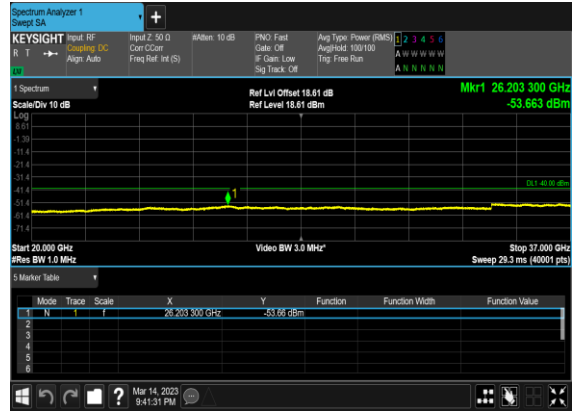 Spectrum Analyzer 1
Swept SA
+
KEYSIGHT
R T
Input: RF
Coupling: DC
Align: Auto
Input Z: 50 Ω
Corr CCorr
Freq Ref: Int (S)
#Atten: 10 dB
PNO: Fast
Gate: Off
IF Gain: Low
Sig Track: Off
Avg Type: Power (RMS)
Avg|Hold: 100/100
Trig: Free Run
1 2 3 4 5 6
A W W W W W
A N N N N N
1 Spectrum
Scale/Div 10 dB
Ref Lvl Offset 18.61 dB
Ref Level 18.61 dBm
Mkr1 26.203 300 GHz
-53.663 dBm
Log
8.61
-1.39
-11.4
-21.4
-31.4
-41.4
-51.4
-61.4
-71.4
1
DL1 -40.00 dBm
Start 20.000 GHz
#Res BW 1.0 MHz
Video BW 3.0 MHz*
Stop 37.000 GHz
Sweep 29.3 ms (40001 pts)
5 Marker Table
Mode Trace Scale X Y Function Function Width Function Value
1 N 1 f 26.203 300 GHz -53.66 dBm
2
3
4
5
6
?
Mar 14, 2023
9:41:31 PM